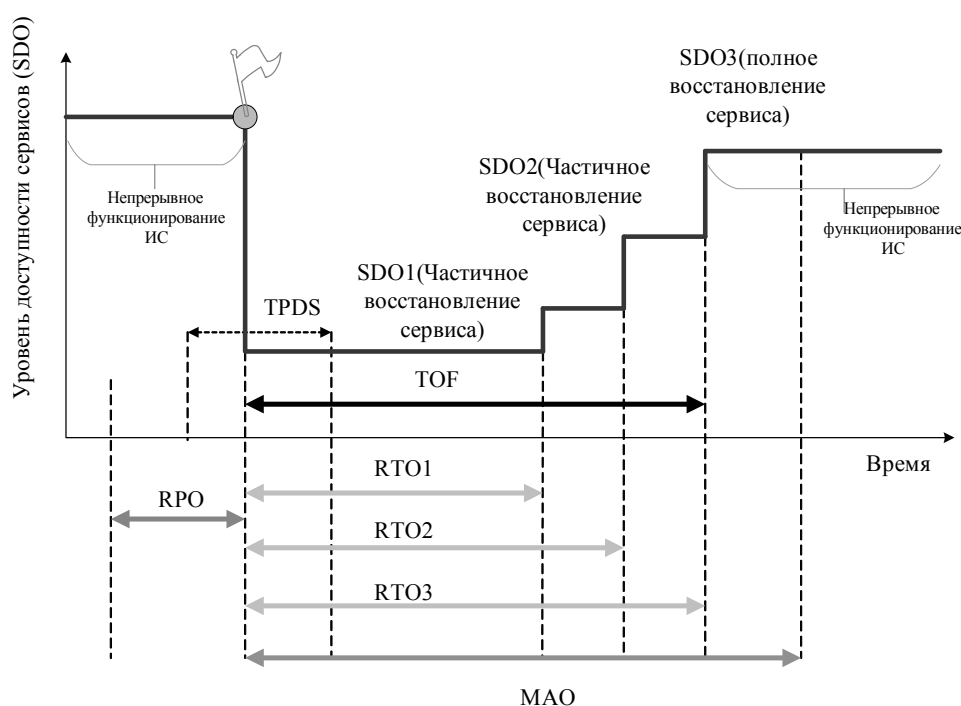 Уровень доступности сервисов (SDO)
SDO3(полное
восстановление
сервиса)
SDO2(Частичное
восстановление
сервиса)
Непрерывное
функционирование
ИС
Непрерывное
функционирование
ИС
SDO1(Частичное
восстановление
сервиса)
TPDS
TOF
Время
RTO1
RPO
RTO2
RTO3
MAO